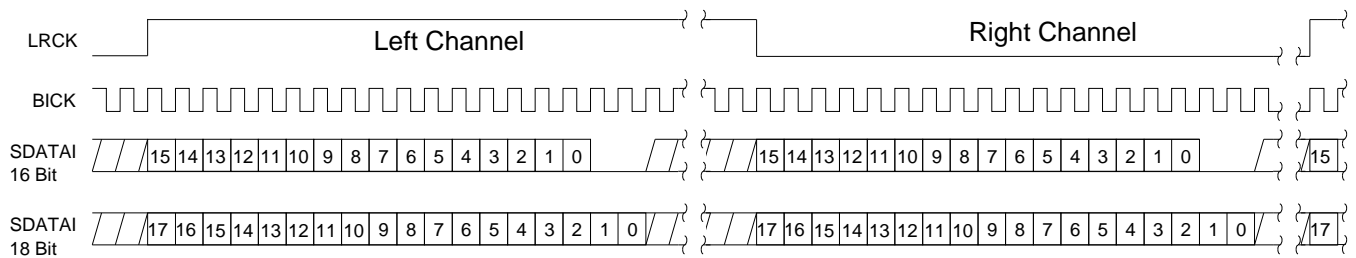 LRCK Left Channel Right Channel
BICK
SDATAI 15 14 13 12 11 10 9 8 7 6 5 4 3 2 1 0 15 14 13 12 11 10 9 8 7 6 5 4 3 2 1 0 15
16 Bit
SDATAI 17 16 15 14 13 12 11 10 9 8 7 6 5 4 3 2 1 0 17 16 15 14 13 12 11 10 9 8 7 6 5 4 3 2 1 0 17
18 Bit